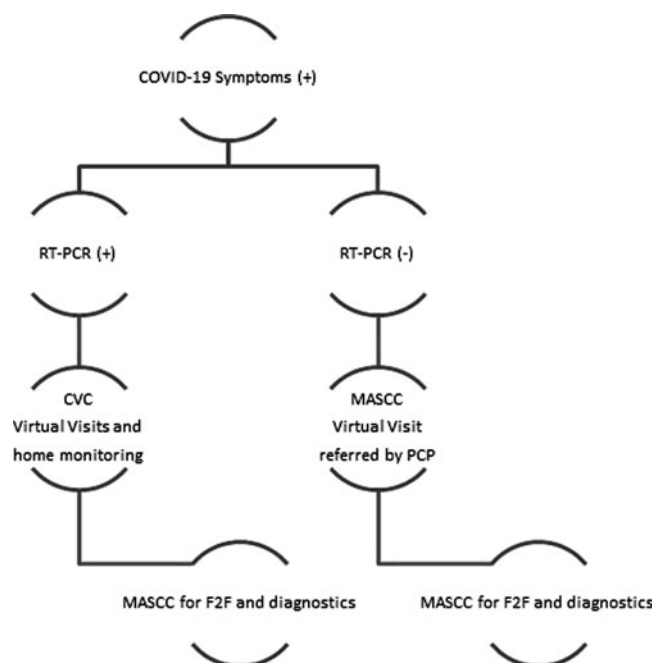 COVID-19 Symptoms (+)
RT-PCR (+)
RT-PCR (-)
CVC
Virtual Visits and
home monitoring
MASCC
Virtual Visit
referred by PCP
MASCC for F2F and diagnostics
MASCC for F2F and diagnostics